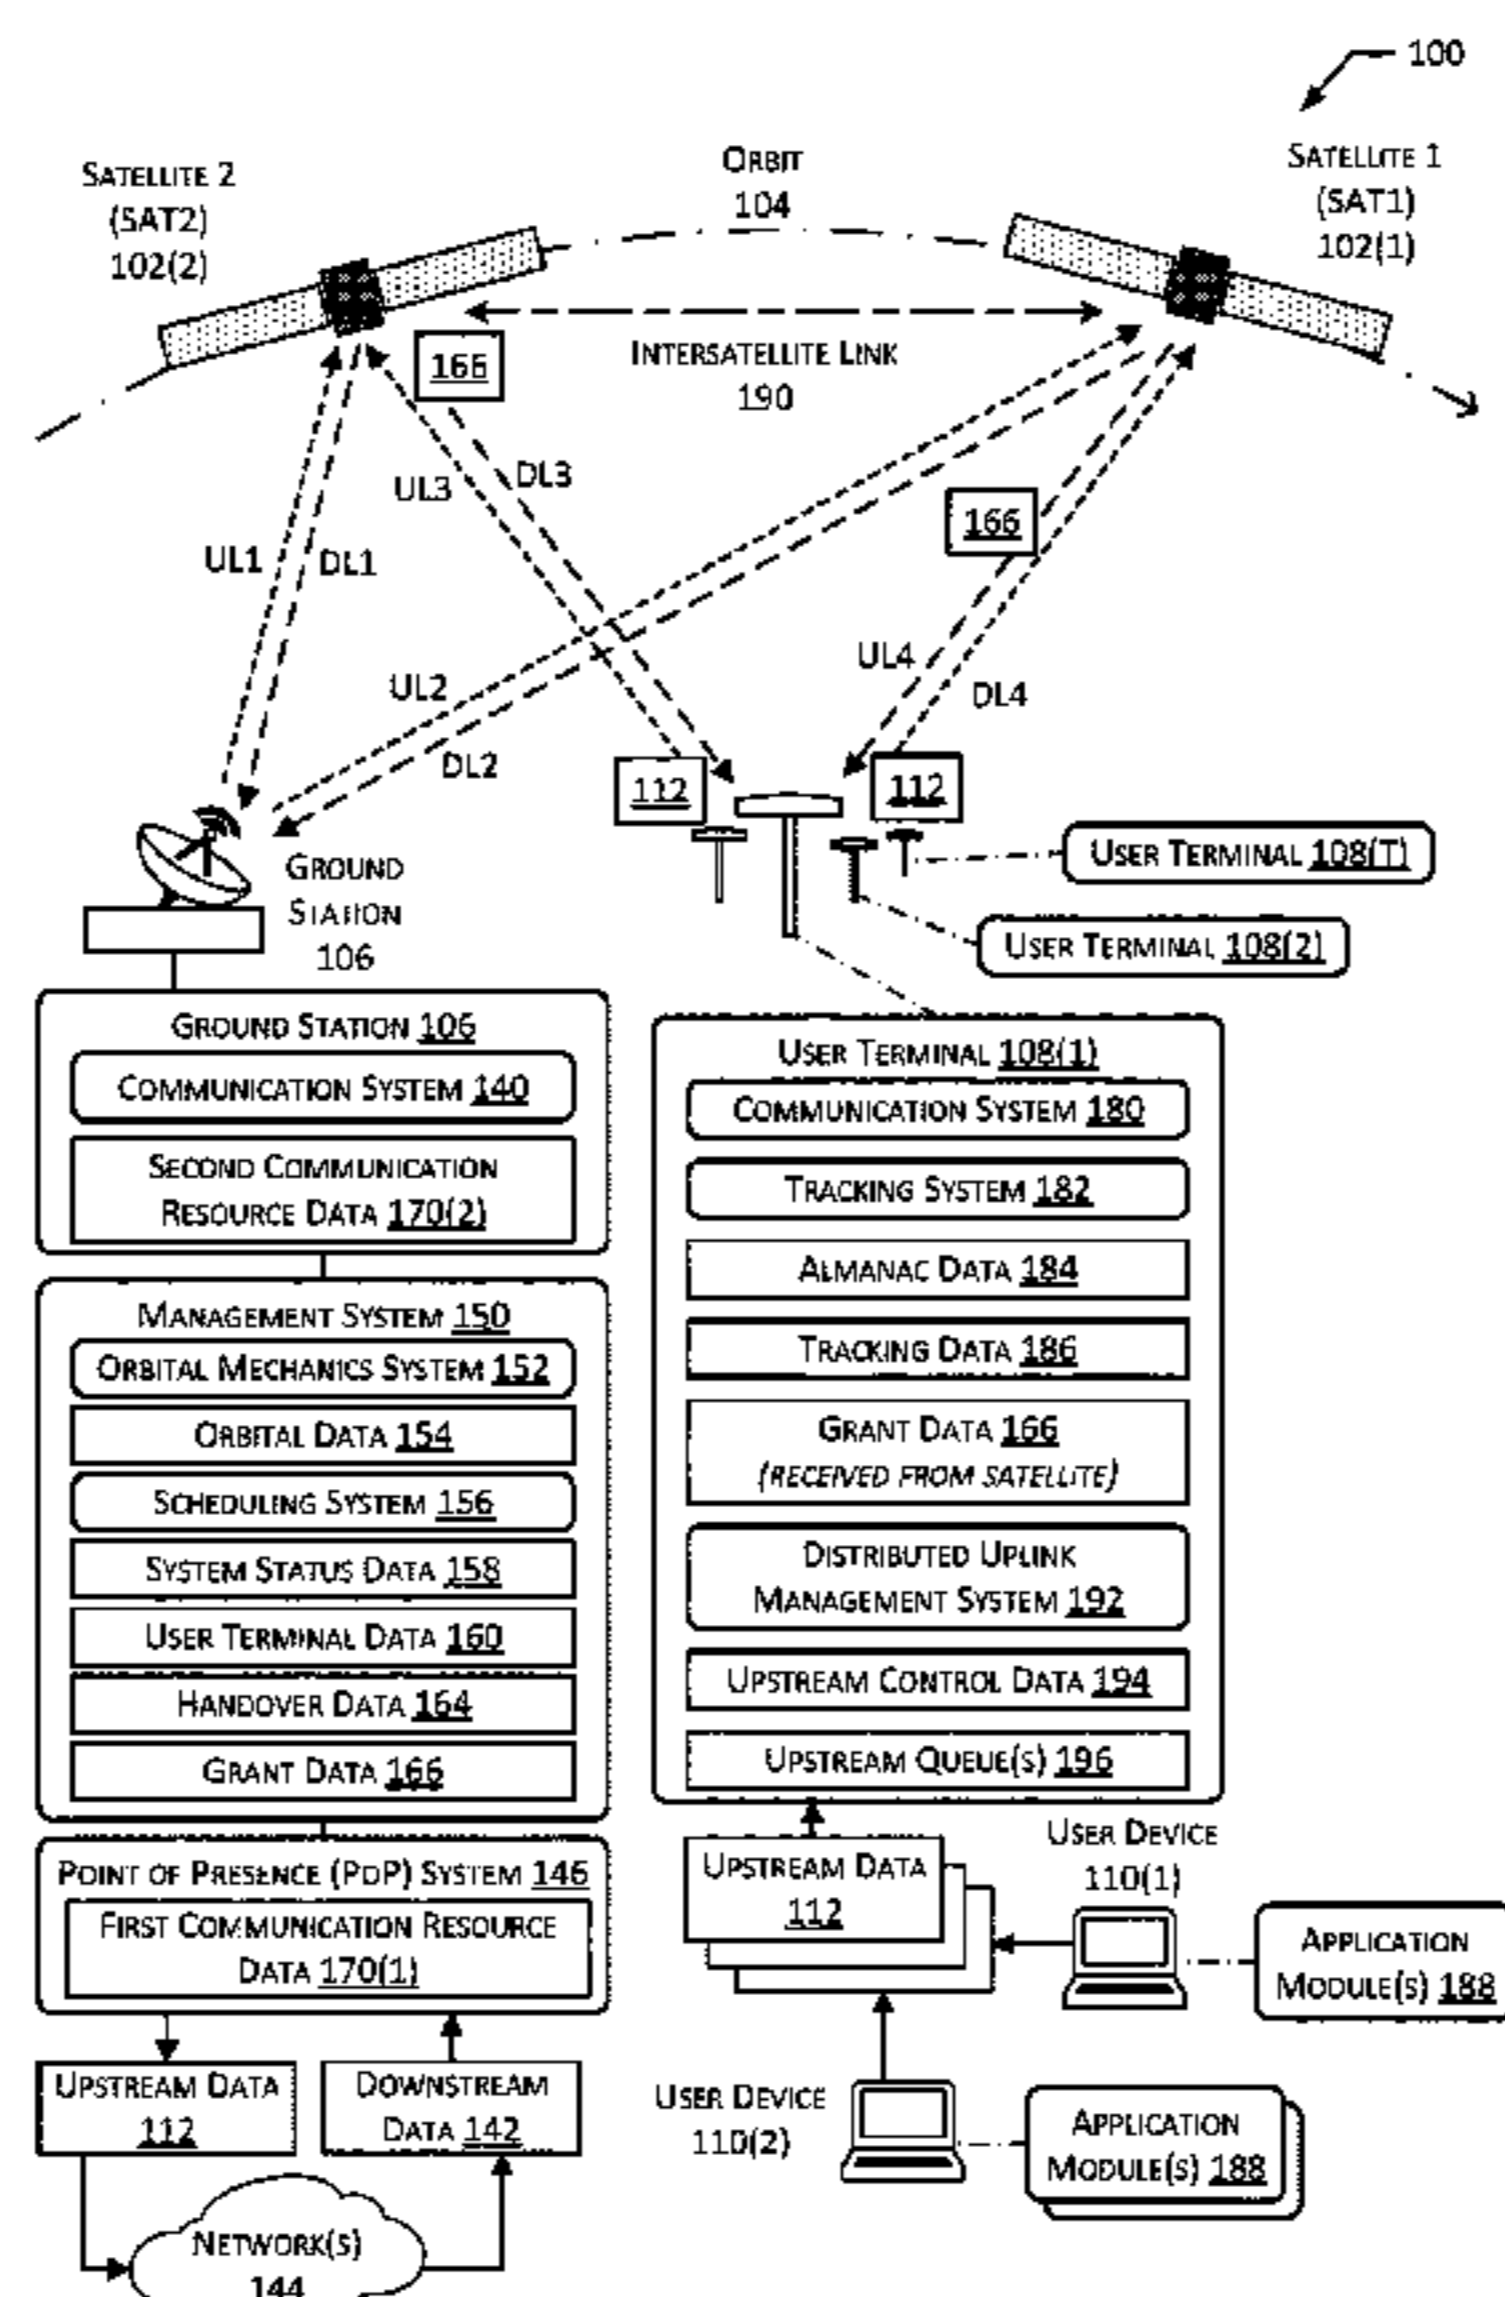 100
SATELLITE 2
(SAT2)
102(2)
ORBIT
104
SATELLITE 1
(SAT1)
102(1)
166
INTERSATELLITE LINK
190
UL3
DL3
166
UL1
DL1
UL2
DL2
UL4
DL4
112
112
GROUND
STATION
106
USER TERMINAL 108(T)
USER TERMINAL 108(2)
GROUND STATION 106
COMMUNICATION SYSTEM 140
SECOND COMMUNICATION
RESOURCE DATA 170(2)
MANAGEMENT SYSTEM 150
ORBITAL MECHANICS SYSTEM 152
ORBITAL DATA 154
SCHEDULING SYSTEM 156
SYSTEM STATUS DATA 158
USER TERMINAL DATA 160
HANDOVER DATA 164
GRANT DATA 166
POINT OF PRESENCE (POP) SYSTEM 146
FIRST COMMUNICATION RESOURCE
DATA 170(1)
UPSTREAM DATA
112
DOWNSTREAM
DATA 142
NETWORK(S)
144
USER TERMINAL 108(1)
COMMUNICATION SYSTEM 180
TRACKING SYSTEM 182
ALMANAC DATA 184
TRACKING DATA 186
GRANT DATA 166
(RECEIVED FROM SATELLITE)
DISTRIBUTED UPLINK
MANAGEMENT SYSTEM 192
UPSTREAM CONTROL DATA 194
UPSTREAM QUEUE(S) 196
UPSTREAM DATA
112
USER DEVICE
110(1)
APPLICATION
MODULE(S) 188
USER DEVICE
110(2)
APPLICATION
MODULE(S) 188